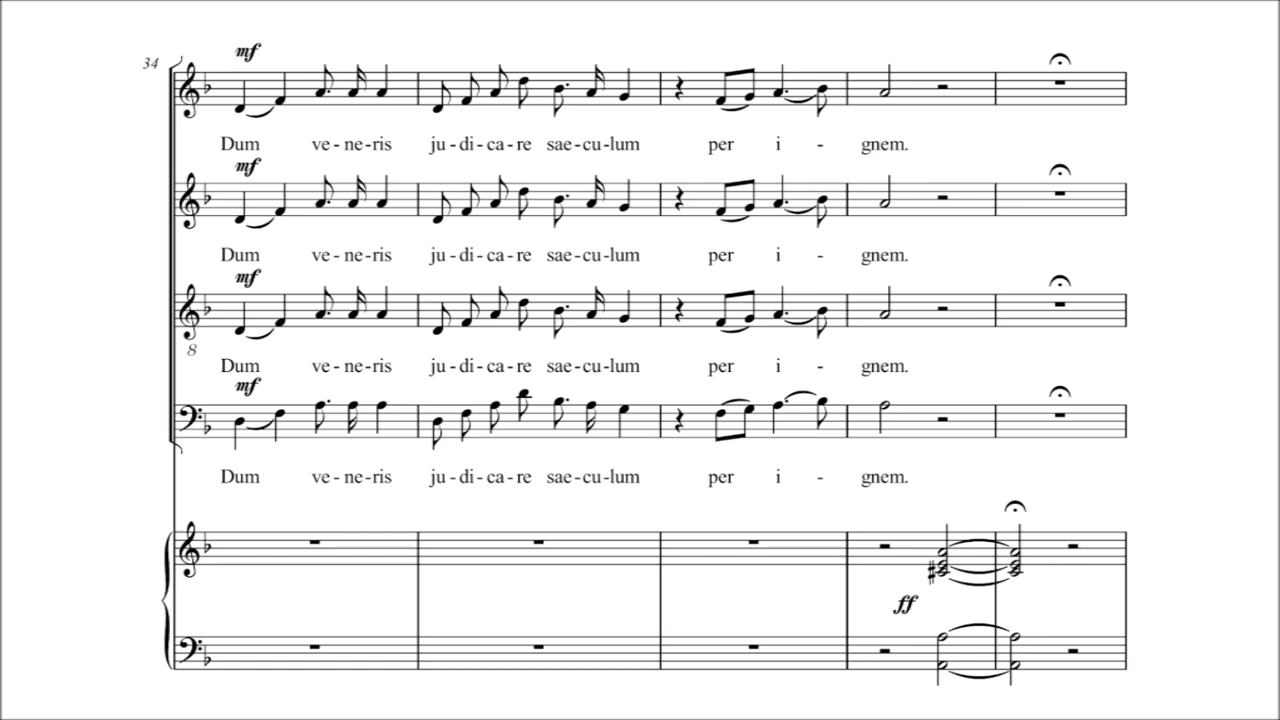 34
mf
Dum ve - ne - ris ju - di - ca - re sae - cu - lum per i - gnem.
mf
Dum ve - ne - ris ju - di - ca - re sae - cu - lum per i - gnem.
mf
8
Dum ve - ne - ris ju - di - ca - re sae - cu - lum per i - gnem.
mf
Dum ve - ne - ris ju - di - ca - re sae - cu - lum per i - gnem.
ff